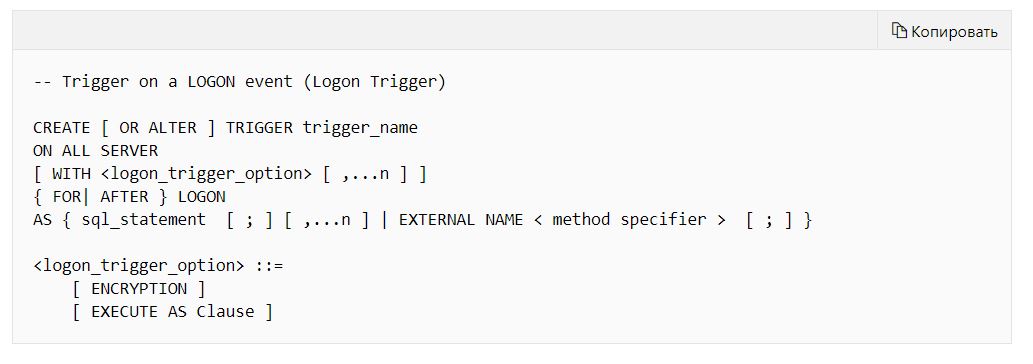 Копировать
-- Trigger on a LOGON event (Logon Trigger)
CREATE [ OR ALTER ] TRIGGER trigger_name
ON ALL SERVER
[ WITH <logon_trigger_option> [ ,...n ] ]
{ FOR| AFTER } LOGON
AS { sql_statement  [ ; ] [ ,...n ] | EXTERNAL NAME < method specifier >  [ ; ] }
<logon_trigger_option> ::=
    [ ENCRYPTION ]
    [ EXECUTE AS Clause ]